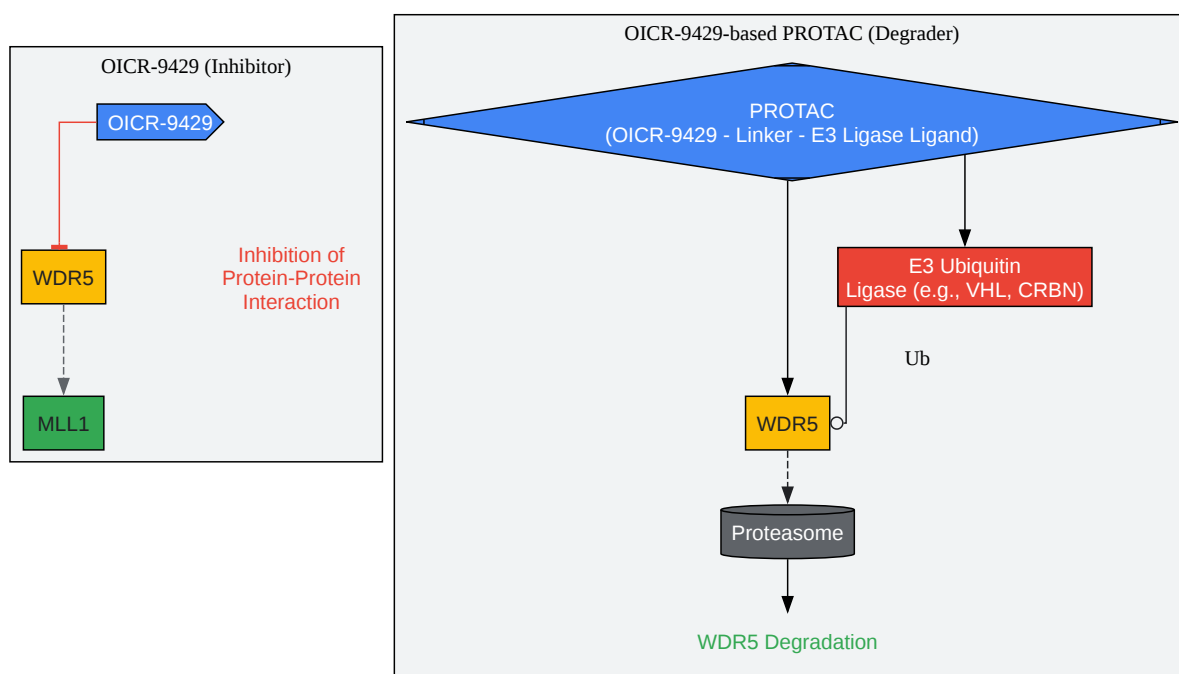 OICR-9429 (Inhibitor)
OICR-9429
WDR5
Inhibition of
Protein-Protein
Interaction
MLL1
OICR-9429-based PROTAC (Degrader)
PROTAC
(OICR-9429 - Linker - E3 Ligase Ligand)
E3 Ubiquitin
Ligase (e.g., VHL, CRBN)
Ub
WDR5
Proteasome
WDR5 Degradation